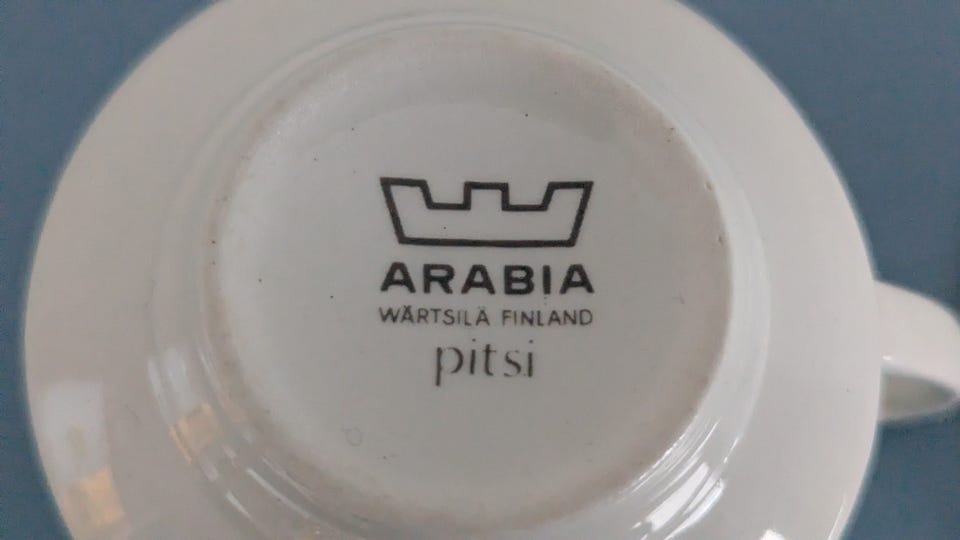 ARABIA
WÄRTSILÄ FINLAND
pitsi